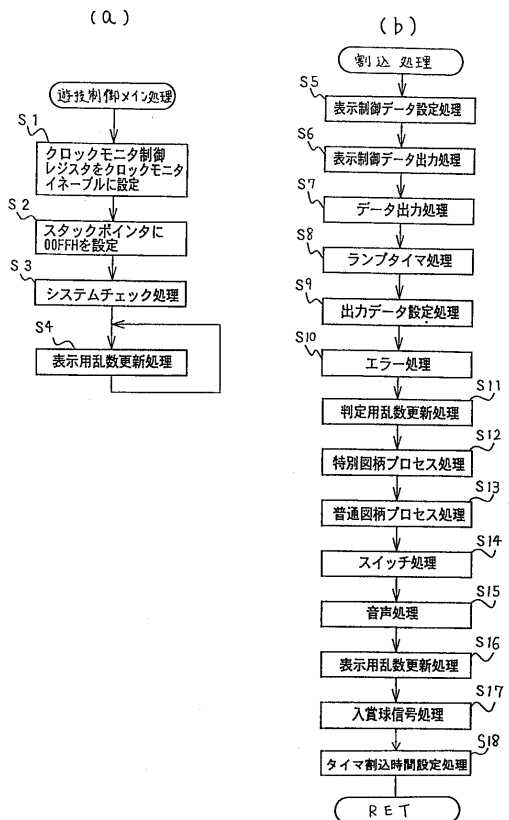 (a)
遊技制御メイン処理
S1
クロックモニタ制御
レジスタをクロックモニタ
イネーブルに設定
S2
スタックポインタに
00FFHを設定
S3
システムチェック処理
S4
表示用乱数更新処理
(b)
割込 処理
S5
表示制御データ設定処理
S6
表示制御データ出力処理
S7
データ出力処理
S8
ランプタイマ処理
S9
出力データ設定処理
S10
エラー処理
S11
判定用乱数更新処理
S12
特別図柄プロセス処理
S13
普通図柄プロセス処理
S14
スイッチ処理
S15
音声処理
S16
表示用乱数更新処理
S17
入賞球信号処理
S18
タイマ割込時間設定処理
RET